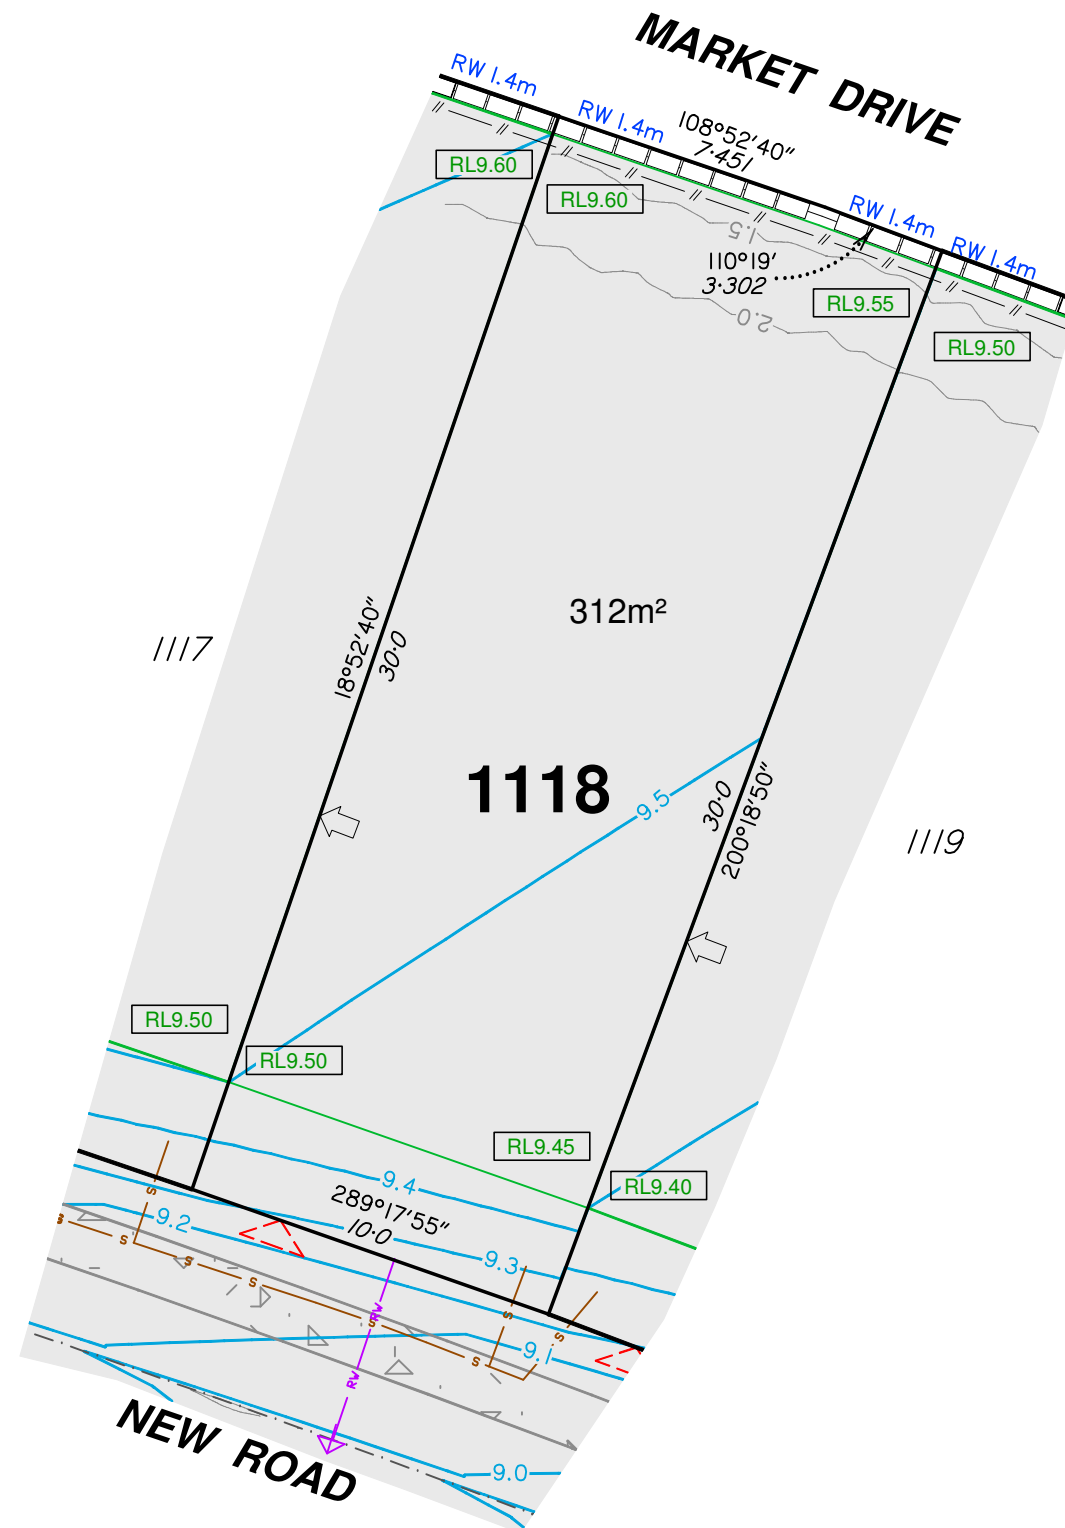 MARKET DRIVE
RW 1.4m
RW 1.4m
108°52'40"
7·451
RW 1.4m
RW 1.4m
RL9.60
RL9.60
1.5
110°19'
3·302
RL9.55
2.0
RL9.50
312m²
18°52'40"
30·0
1117
1118
9.5
30·0
200°18'50"
1119
RL9.50
RL9.50
RL9.45
RL9.40
9.4
289°17'55"
10·0
9.2
9.3
S
S
S
S
S
S
S
S
S
RW
RW
9.1
NEW ROAD
9.0